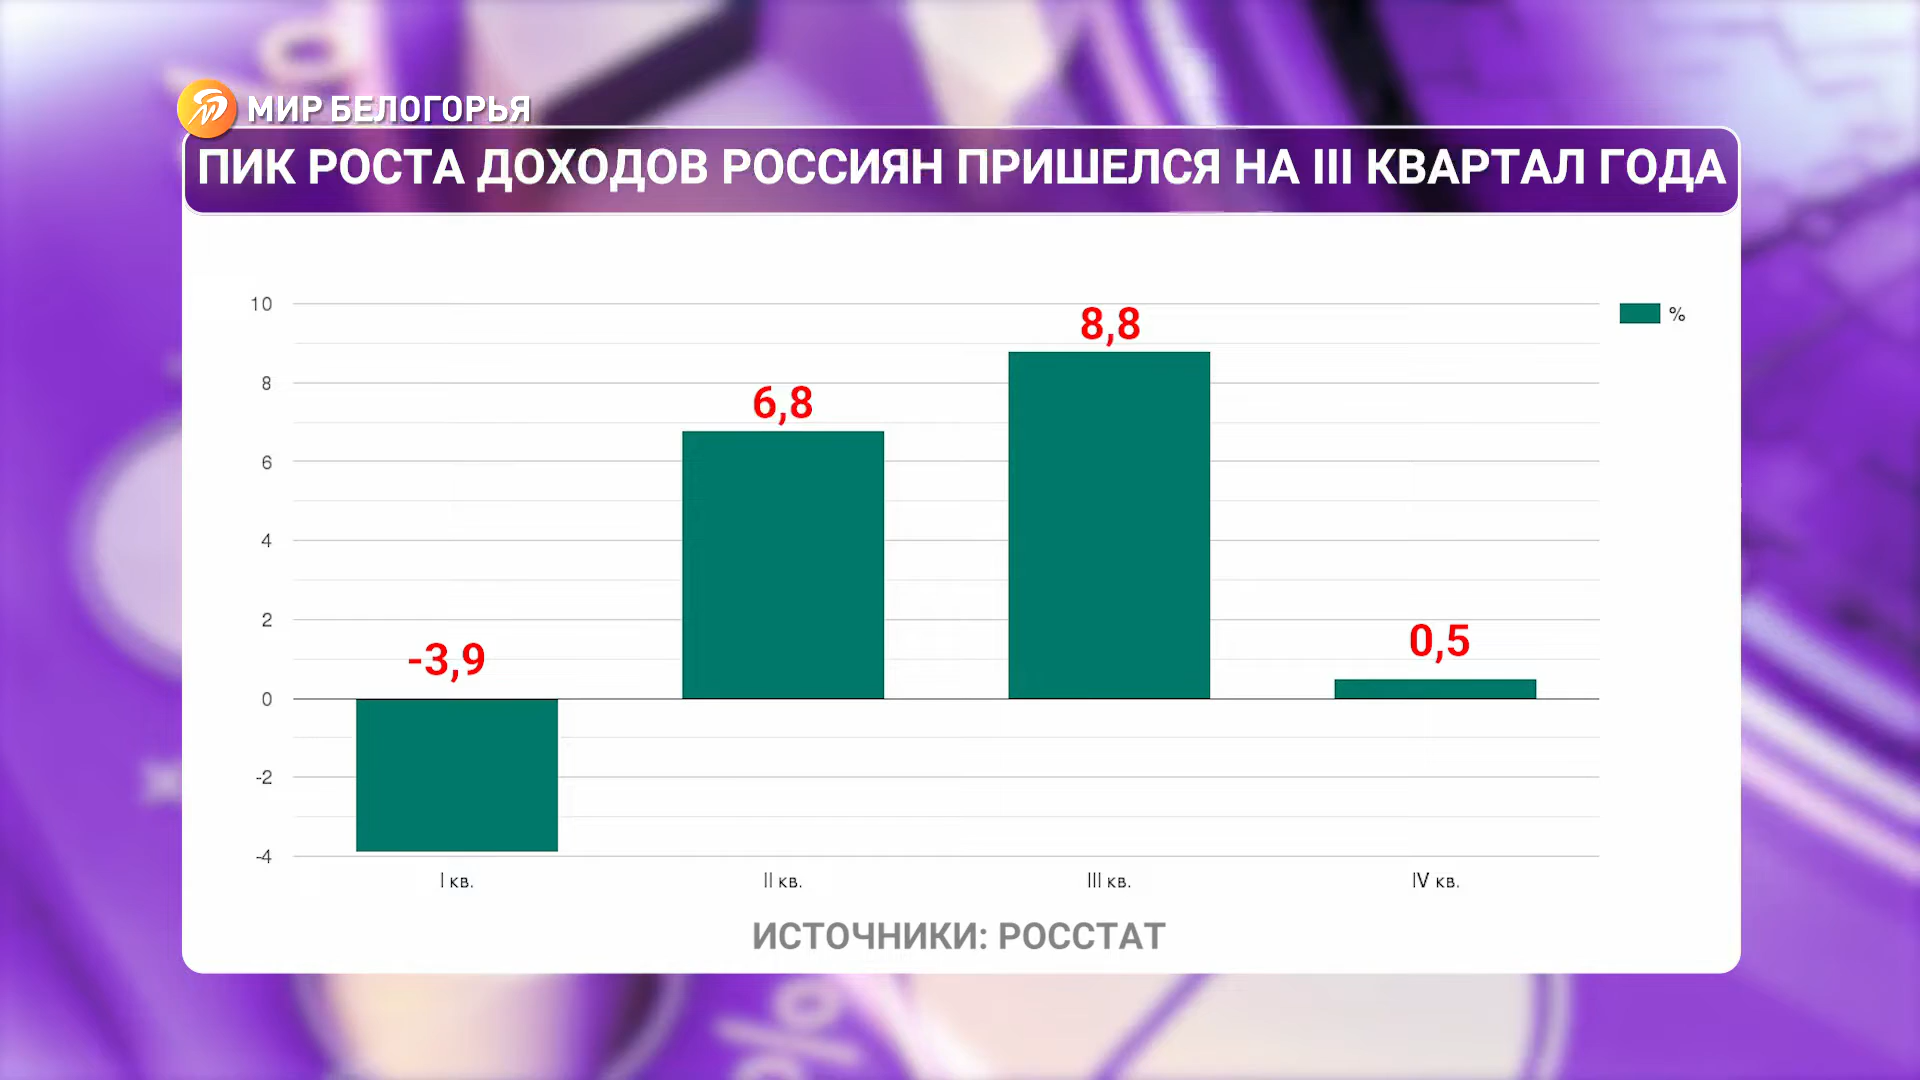 МИР БЕЛОГОРЬЯ
ПИК РОСТА ДОХОДОВ РОССИЯН ПРИШЕЛСЯ НА III КВАРТАЛ ГОДА
10
%
8,8
8
6,8
6
4
2
0,5
-3,9
0
-2
-4
I кв.
II кв.
III кв.
IV кв.
ИСТОЧНИКИ: РОССТАТ
%